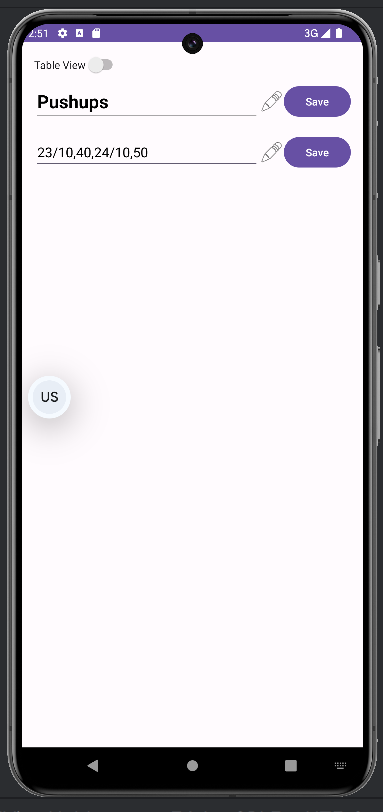 2:51
3G
Table View
Pushups
Save
23/10,40,24/10,50
Save
US